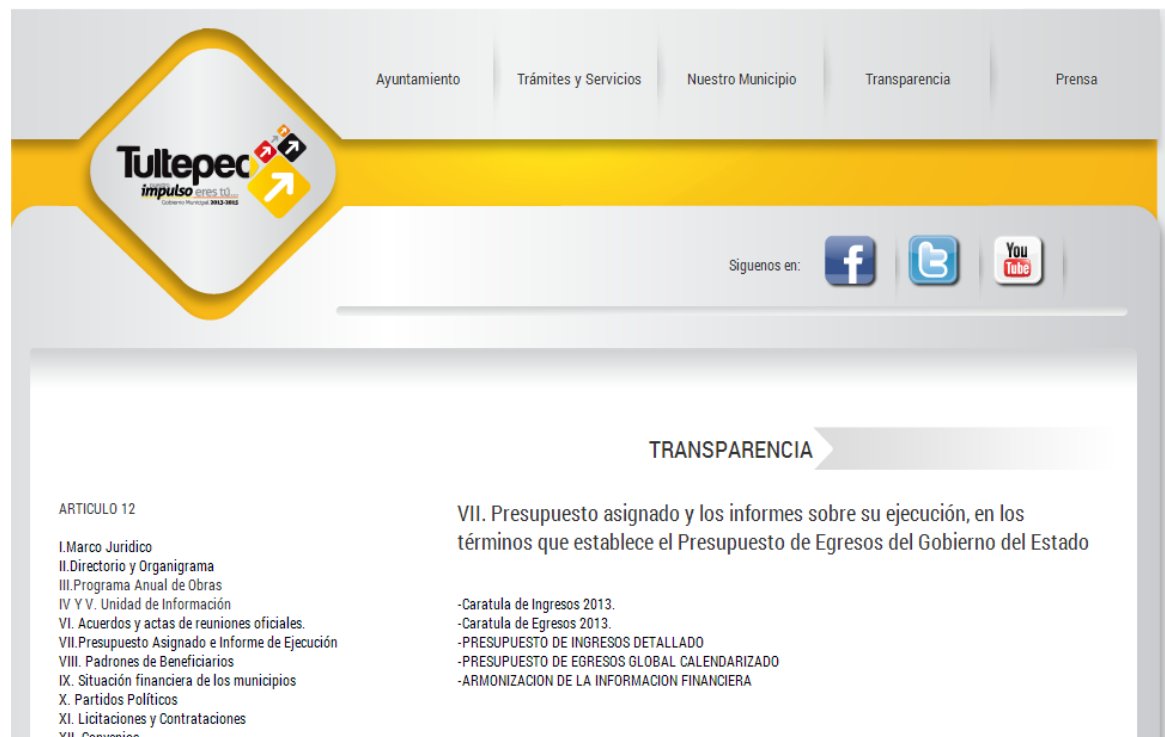 Ayuntamiento
Trámites y Servicios
Nuestro Municipio
Transparencia
Prensa
Tultepec
impulso eres tú...
Gobierno Municipal 2013-2015
Siguenos en:
You
Tube
TRANSPARENCIA
ARTICULO 12
I.Marco Juridico
II.Directorio y Organigrama
III.Programa Anual de Obras
IV Y V. Unidad de Información
VI. Acuerdos y actas de reuniones oficiales.
VII.Presupuesto Asignado e Informe de Ejecución
VIII. Padrones de Beneficiarios
IX. Situación financiera de los municipios
X. Partidos Políticos
XI. Licitaciones y Contrataciones
XII. Convenios
VII. Presupuesto asignado y los informes sobre su ejecución, en los
términos que establece el Presupuesto de Egresos del Gobierno del Estado
-Caratula de Ingresos 2013.
-Caratula de Egresos 2013.
-PRESUPUESTO DE INGRESOS DETALLADO
-PRESUPUESTO DE EGRESOS GLOBAL CALENDARIZADO
-ARMONIZACION DE LA INFORMACION FINANCIERA